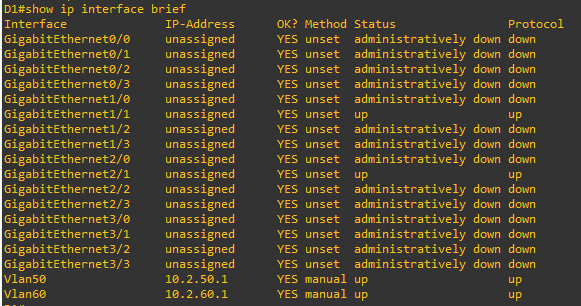 D1#show ip interface brief
Interface              IP-Address      OK? Method Status                Protocol
GigabitEthernet0/0     unassigned      YES unset  administratively down down
GigabitEthernet0/1     unassigned      YES unset  administratively down down
GigabitEthernet0/2     unassigned      YES unset  administratively down down
GigabitEthernet0/3     unassigned      YES unset  administratively down down
GigabitEthernet1/0     unassigned      YES unset  administratively down down
GigabitEthernet1/1     unassigned      YES unset  up                    up
GigabitEthernet1/2     unassigned      YES unset  administratively down down
GigabitEthernet1/3     unassigned      YES unset  administratively down down
GigabitEthernet2/0     unassigned      YES unset  administratively down down
GigabitEthernet2/1     unassigned      YES unset  up                    up
GigabitEthernet2/2     unassigned      YES unset  administratively down down
GigabitEthernet2/3     unassigned      YES unset  administratively down down
GigabitEthernet3/0     unassigned      YES unset  administratively down down
GigabitEthernet3/1     unassigned      YES unset  administratively down down
GigabitEthernet3/2     unassigned      YES unset  administratively down down
GigabitEthernet3/3     unassigned      YES unset  administratively down down
Vlan50                 10.2.50.1       YES manual up                    up
Vlan60                 10.2.60.1       YES manual up                    up